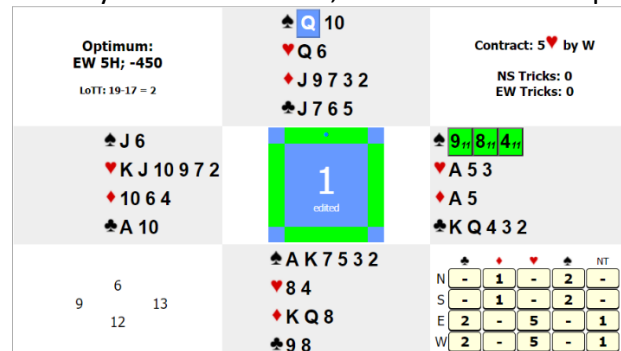 Optimum:
EW 5H; -450
LoTT: 19-17 = 2
♠ Q 10
♥ Q 6
♦ J 9 7 3 2
♣ J 7 6 5
Contract: 5♥ by W
NS Tricks: 0
EW Tricks: 0
♠ J 6
♥ K J 10 9 7 2
♦ 10 6 4
♣ A 10
1
edited
♠ 9 11 8 11 4 11
♥ A 5 3
♦ A 5
♣ K Q 4 3 2
6
9 13
12
♠ A K 7 5 3 2
♥ 8 4
♦ K Q 8
♣ 9 8
♣ ♦ ♥ ♠ NT
N - 1 - 2 -
S - 1 - 2 -
E 2 - 5 - 1
W 2 - 5 - 1